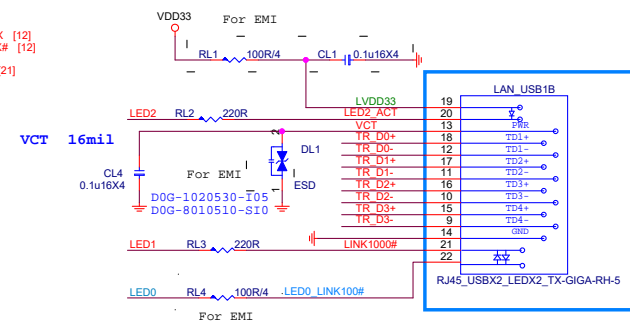 VDD33
For EMI
[12]
# [12]
21]
RL1
100R/4
CL1
0.1u16X4
LAN_USB1B
LVDD33
19
LED2
RL2
220R
LED2_ACT
20
VCT
13
PWR
VCT 16mil
TR_D0+
18
TD1+
TR_D0-
12
TD1-
2
DL1
TR_D1+
17
TD2+
TR_D1-
11
TD2-
CL4
0.1u16X4
For EMI
1
ESD
TR_D2+
16
TD3+
D0G-1020530-I05
TR_D2-
10
TD3-
D0G-8010510-SI0
TR_D3+
15
TD4+
TR_D3-
9
TD4-
14
GND
LED1
RL3
220R
LINK1000#
21
22
RJ45_USBX2_LEDX2_TX-GIGA-RH-5
LED0
RL4
100R/4
LED0_LINK100#
For EMI